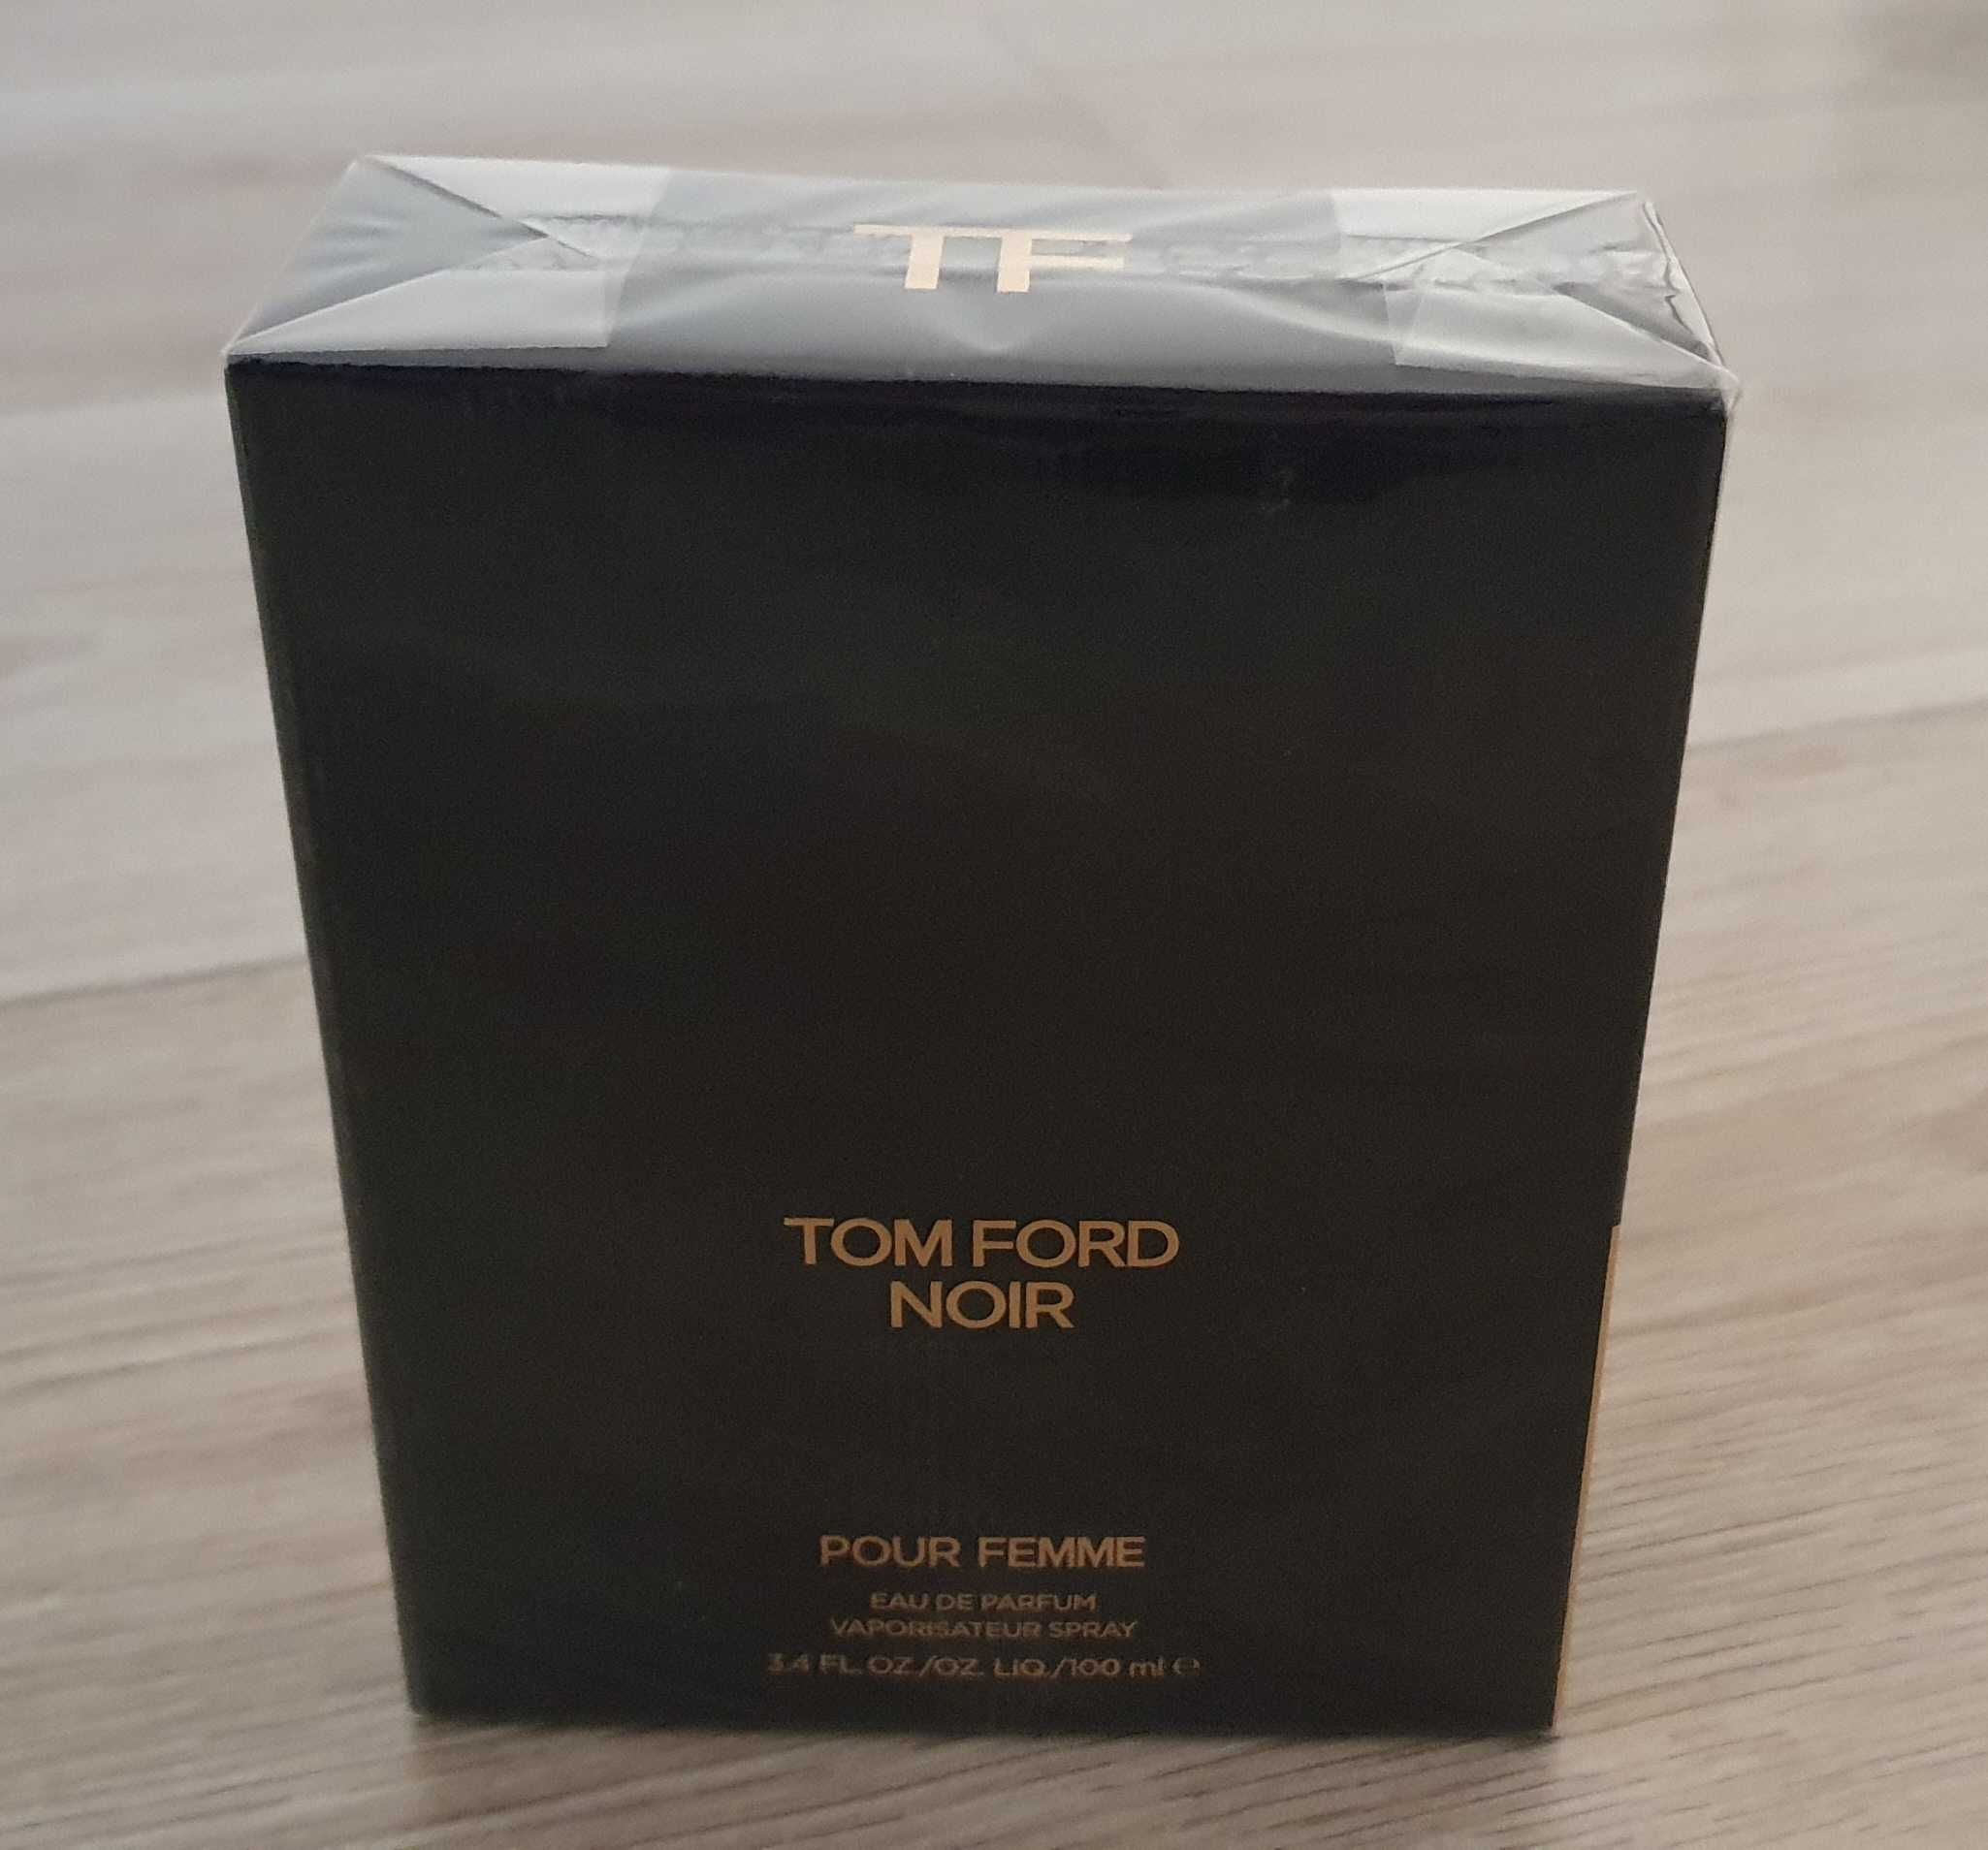 TF
TOM FORD
NOIR
POUR FEMME
EAU DE PARFUM
VAPORISATEUR SPRAY
3.4 FL. OZ./OZ. LIQ./100 ml ℮